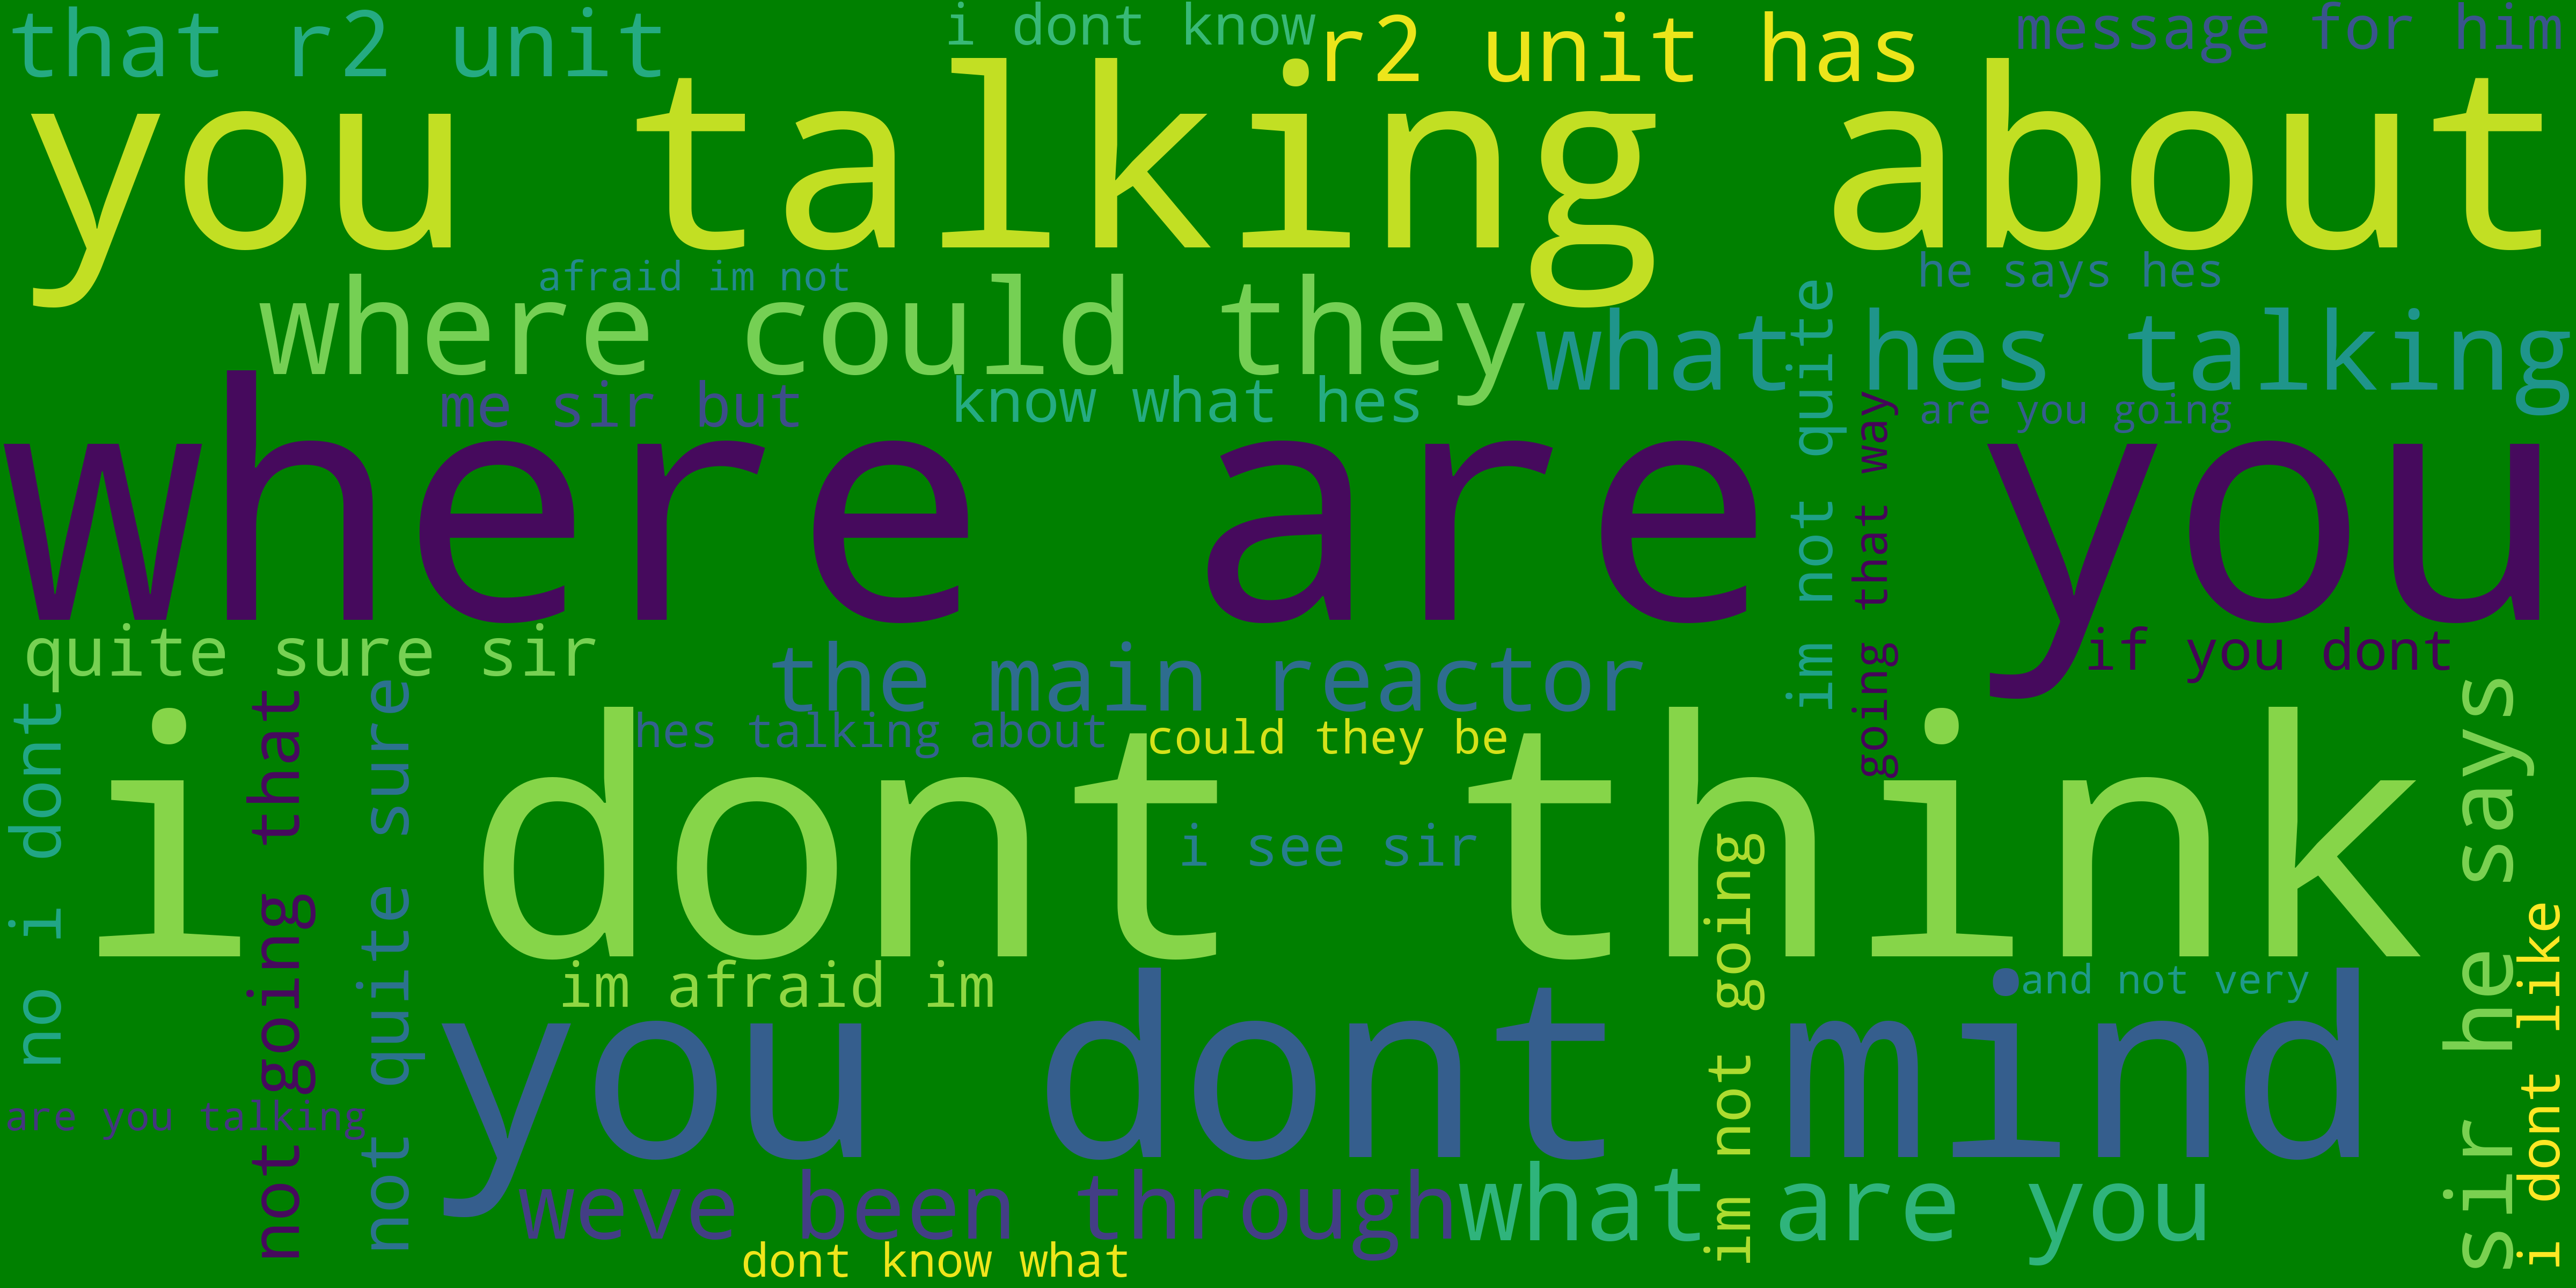 that r2 unit
i dont know
r2 unit has
message for him
you talking about
afraid im not
he says hes
where could they
what hes talking
me sir but
know what hes
are you going
where are you
im not quite
going that way
quite sure sir
the main reactor
if you dont
hes talking about
could they be
i dont think
i see sir
no i dont
not going that
not quite sure
im afraid im
and not very
you dont mind
im not going
sir he says
i dont like
are you talking
weve been through
what are you
dont know what